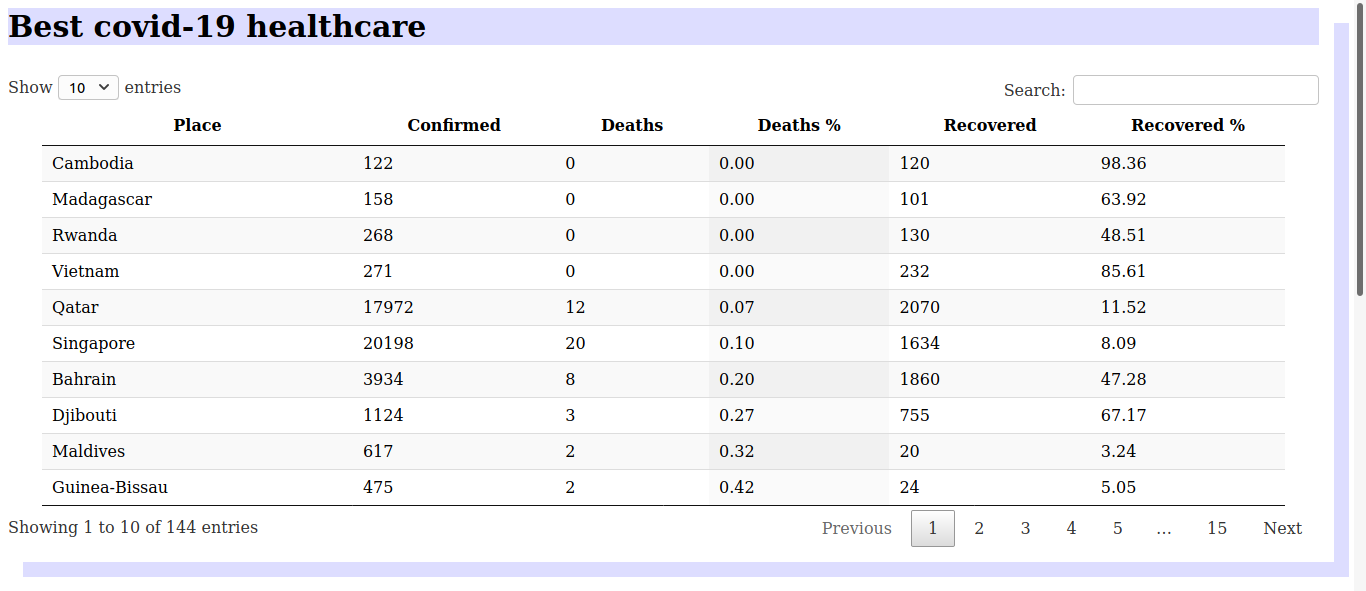 Best covid-19 healthcare
Show 10 entries Search:
Place Confirmed Deaths Deaths % Recovered Recovered %
Cambodia 122 0 0.00 120 98.36
Madagascar 158 0 0.00 101 63.92
Rwanda 268 0 0.00 130 48.51
Vietnam 271 0 0.00 232 85.61
Qatar 17972 12 0.07 2070 11.52
Singapore 20198 20 0.10 1634 8.09
Bahrain 3934 8 0.20 1860 47.28
Djibouti 1124 3 0.27 755 67.17
Maldives 617 2 0.32 20 3.24
Guinea-Bissau 475 2 0.42 24 5.05
Showing 1 to 10 of 144 entries Previous 1 2 3 4 5 … 15 Next